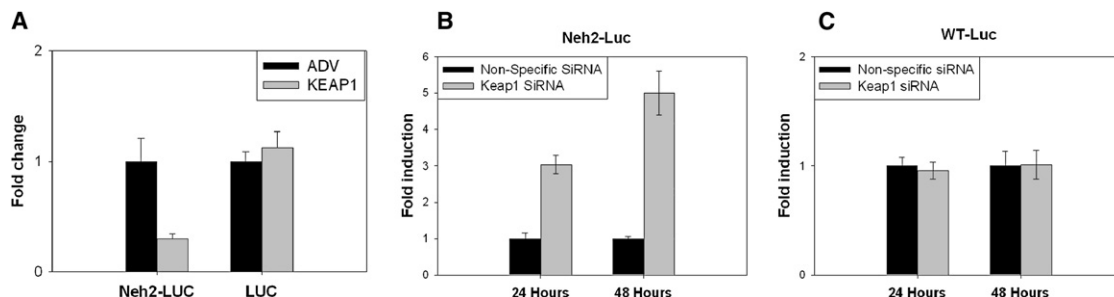 A
Fold change
2
1
0
ADV
KEAP1
Neh2-LUC
LUC
B
Neh2-Luc
Fold induction
6
5
4
3
2
1
0
Non-Specific SiRNA
Keap1 SiRNA
24 Hours
48 Hours
C
WT-Luc
Fold induction
2
1
0
Non-specific siRNA
Keap1 siRNA
24 Hours
48 Hours